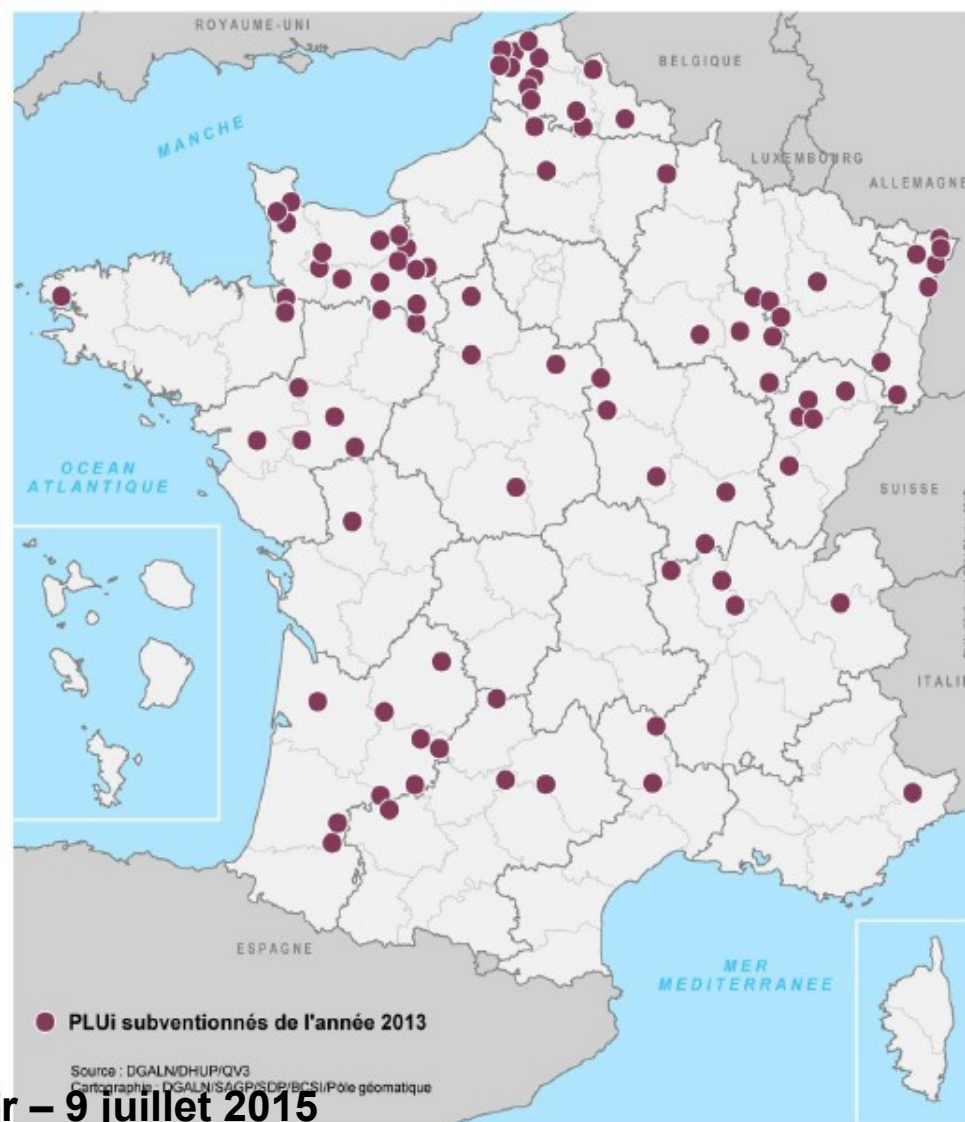 ROYAUME-UNI
BELGIQUE
MANCHE
LUXEMBOURG
ALLEMAGNE
OCEAN
ATLANTIQUE
SUISSE
ITALIE
ESPAGNE
MER
MEDITERRANEE
PLUi subventionnés de l'année 2013
Source : DGALN/DHUP/QV3
Cartographie : DGALN/SAGP/SDP/BCSI/Pôle géomatique
r – 9 juillet 2015